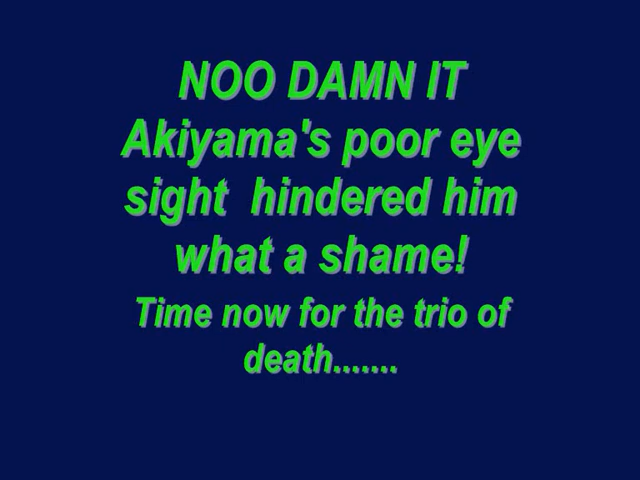 NOO DAMN IT
Akiyama's poor eye
sight  hindered him
what a shame!
Time now for the trio of
death.......